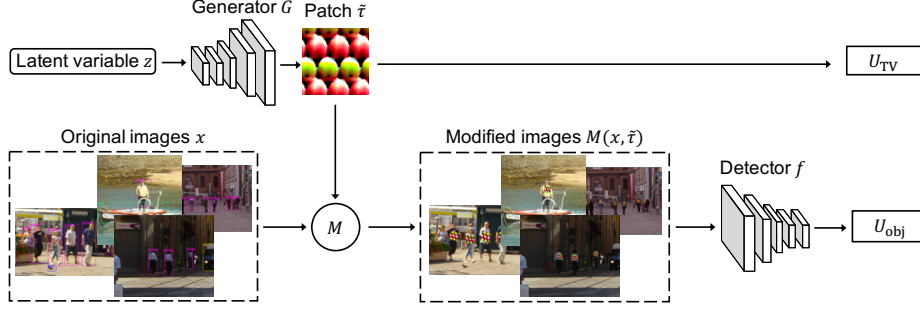 Generator G
Patch τ̃
Latent variable z
U_TV
Original images x
Modified images M(x, τ̃)
Detector f
M
U_obj